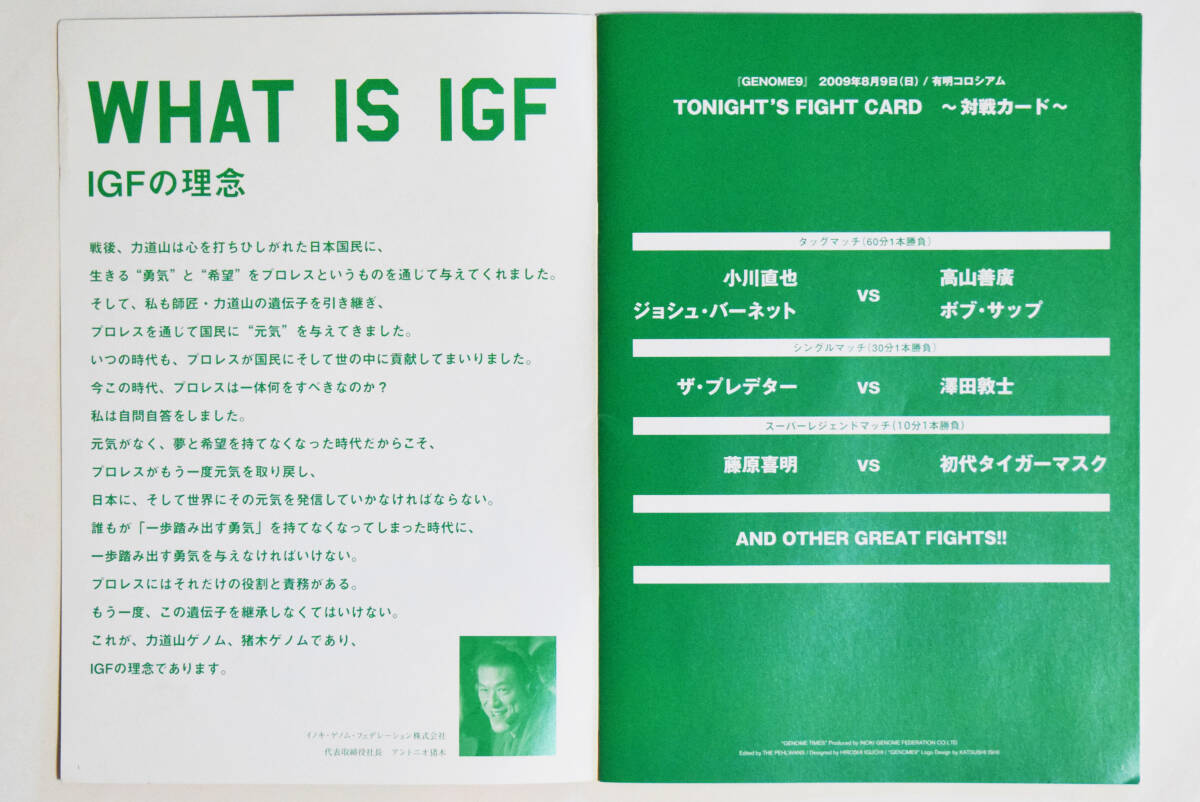 WHAT IS IGF
IGFの理念
戦後、力道山は心を打ちひしがれた日本国民に、
生きる“勇気”と“希望”をプロレスというものを通じて与えてくれました。
そして、私も師匠・力道山の遺伝子を引き継ぎ、
プロレスを通じて国民に“元気”を与えてきました。
いつの時代も、プロレスが国民にそして世の中に貢献してまいりました。
今この時代、プロレスは一体何をすべきなのか？
私は自問自答をしました。
元気がなく、夢と希望を持てなくなった時代だからこそ、
プロレスがもう一度元気を取り戻し、
日本に、そして世界にその元気を発信していかなければならない。
誰もが「一歩踏み出す勇気」を持てなくなってしまった時代に、
一歩踏み出す勇気を与えなければいけない。
プロレスにはそれだけの役割と責務がある。
もう一度、この遺伝子を継承しなくてはいけない。
これが、力道山ゲノム、猪木ゲノムであり、
IGFの理念であります。
イノキ・ゲノム・フェデレーション株式会社
代表取締役社長 アントニオ猪木
『GENOME9』 2009年8月9日（日）/ 有明コロシアム
TONIGHT'S FIGHT CARD ～対戦カード～
タッグマッチ（60分1本勝負）
小川直也
ジョシュ・バーネット
VS
高山善廣
ボブ・サップ
シングルマッチ（30分1本勝負）
ザ・プレデター VS 澤田敦士
スーパーレジェンドマッチ（10分1本勝負）
藤原喜明 VS 初代タイガーマスク
AND OTHER GREAT FIGHTS!!
"GENOME TIMES" Produced by INOKI GENOME FEDERATION CO.LTD
Edited by THE PEHLWANS / Designed by HIROSHI IGUCHI / "GENOME9" Logo Design by KATSUSHI ISHII